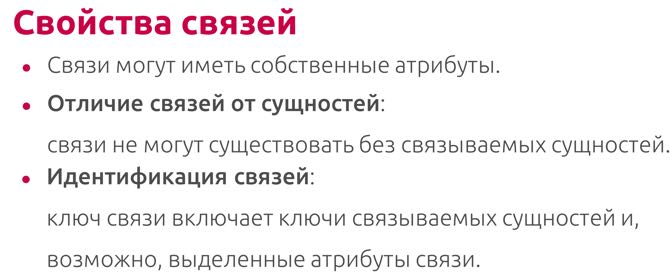 Свойства связей
• Связи могут иметь собственные атрибуты.
• Отличие связей от сущностей:
связи не могут существовать без связываемых сущностей.
• Идентификация связей:
ключ связи включает ключи связываемых сущностей и,
возможно, выделенные атрибуты связи.